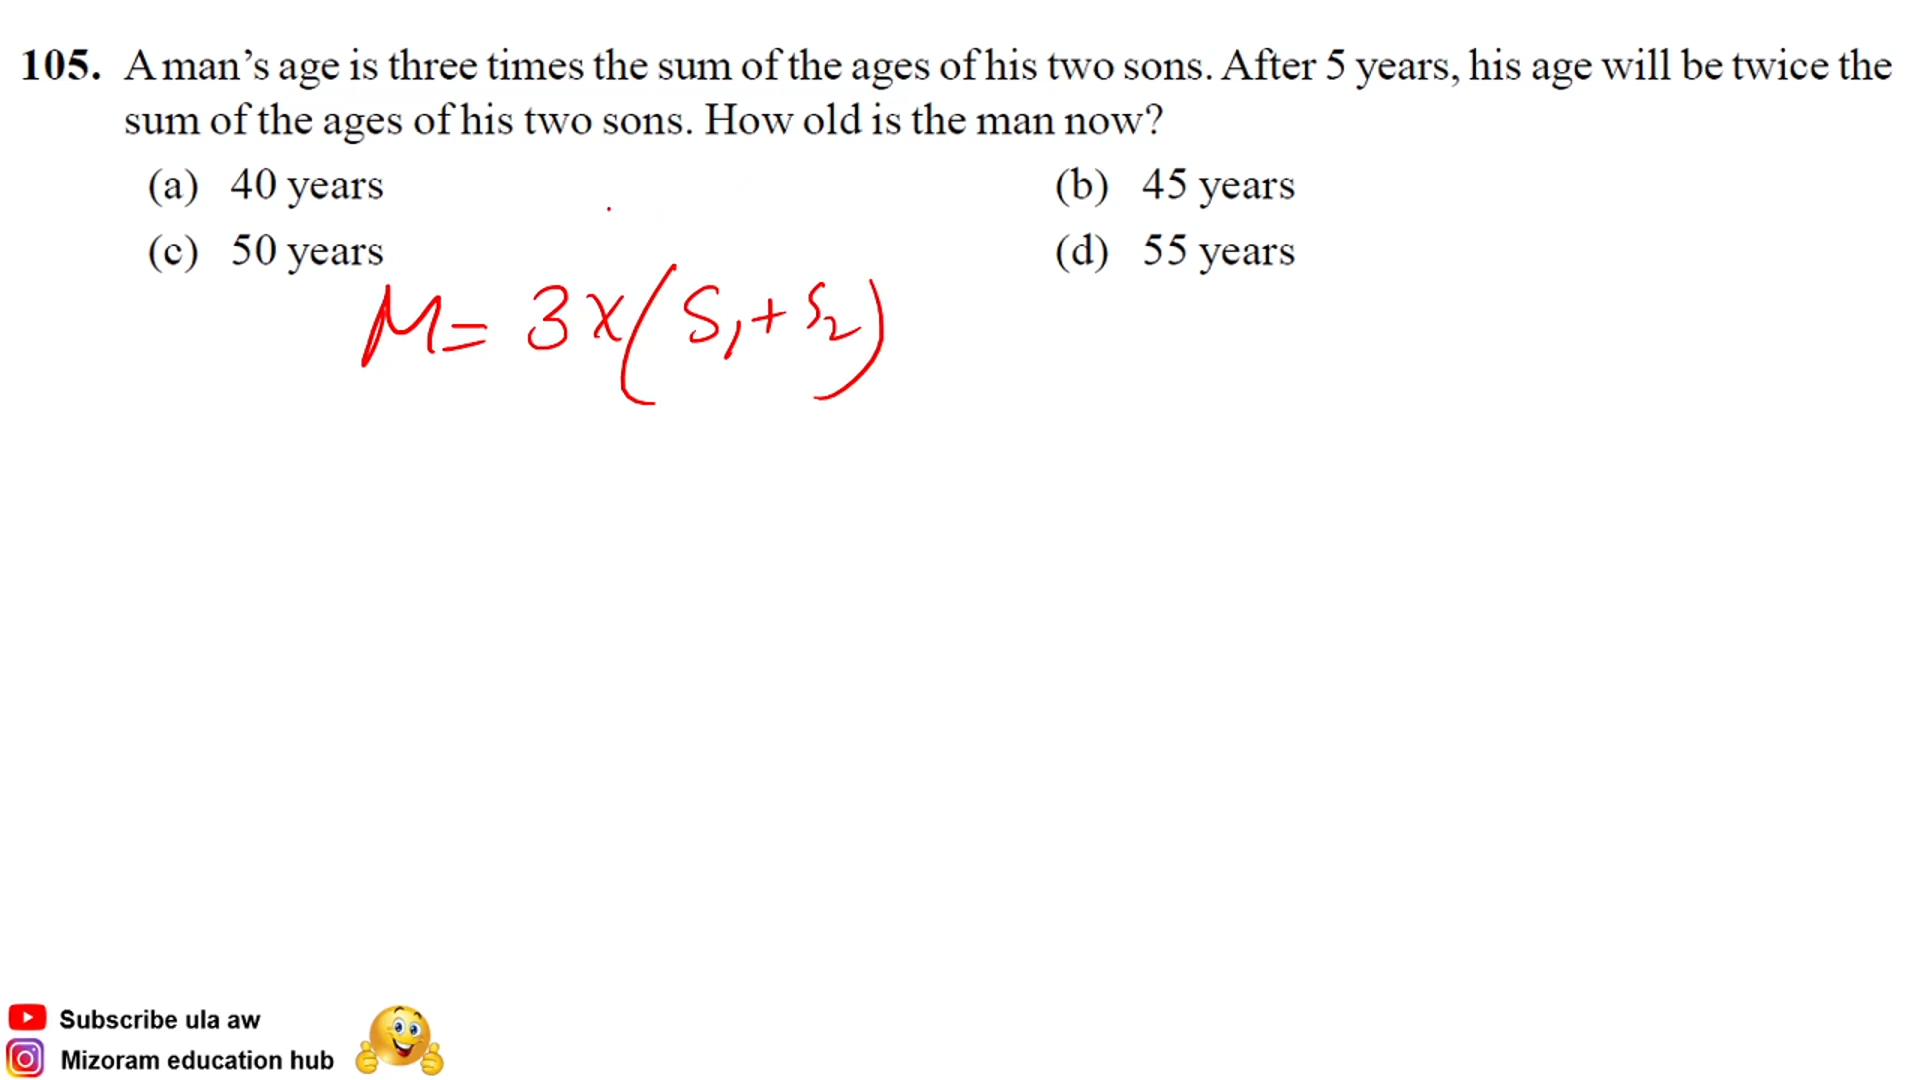 105. A man’s age is three times the sum of the ages of his two sons. After 5 years, his age will be twice the
sum of the ages of his two sons. How old is the man now?
(a) 40 years (b) 45 years
(c) 50 years (d) 55 years
M = 3 x (S₁ + S₂)
Subscribe ula aw
Mizoram education hub